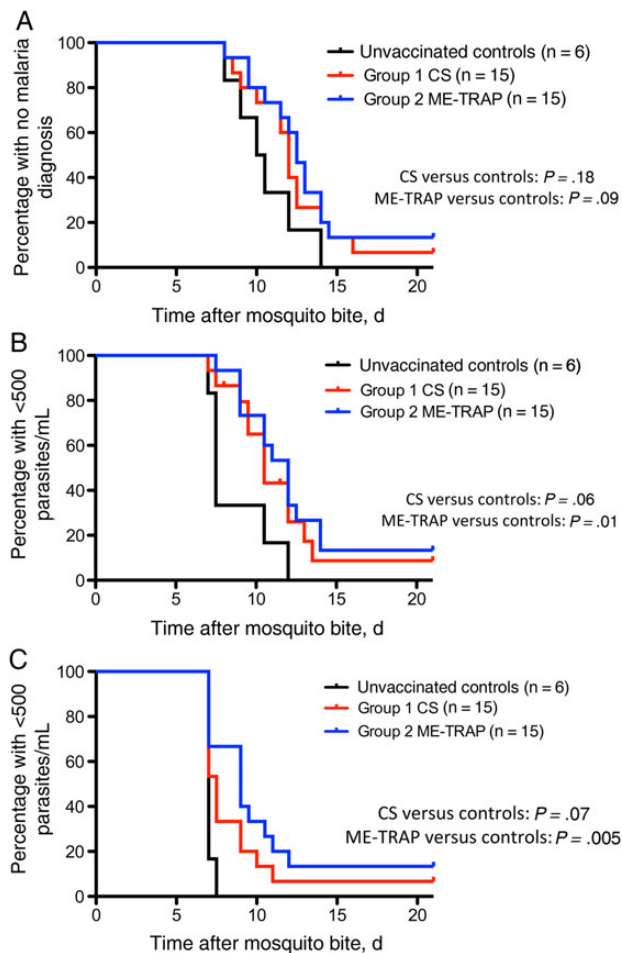 A
Percentage with no malaria
diagnosis
100
80
60
40
20
0
0 5 10 15 20
Time after mosquito bite, d
Unvaccinated controls (n = 6)
Group 1 CS (n = 15)
Group 2 ME-TRAP (n = 15)
CS versus controls: P = .18
ME-TRAP versus controls: P = .09
B
Percentage with <500
parasites/mL
100
80
60
40
20
0
0 5 10 15 20
Time after mosquito bite, d
Unvaccinated controls (n = 6)
Group 1 CS (n = 15)
Group 2 ME-TRAP (n = 15)
CS versus controls: P = .06
ME-TRAP versus controls: P = .01
C
Percentage with <500
parasites/mL
100
80
60
40
20
0
0 5 10 15 20
Time after mosquito bite, d
Unvaccinated controls (n = 6)
Group 1 CS (n = 15)
Group 2 ME-TRAP (n = 15)
CS versus controls: P = .07
ME-TRAP versus controls: P = .005